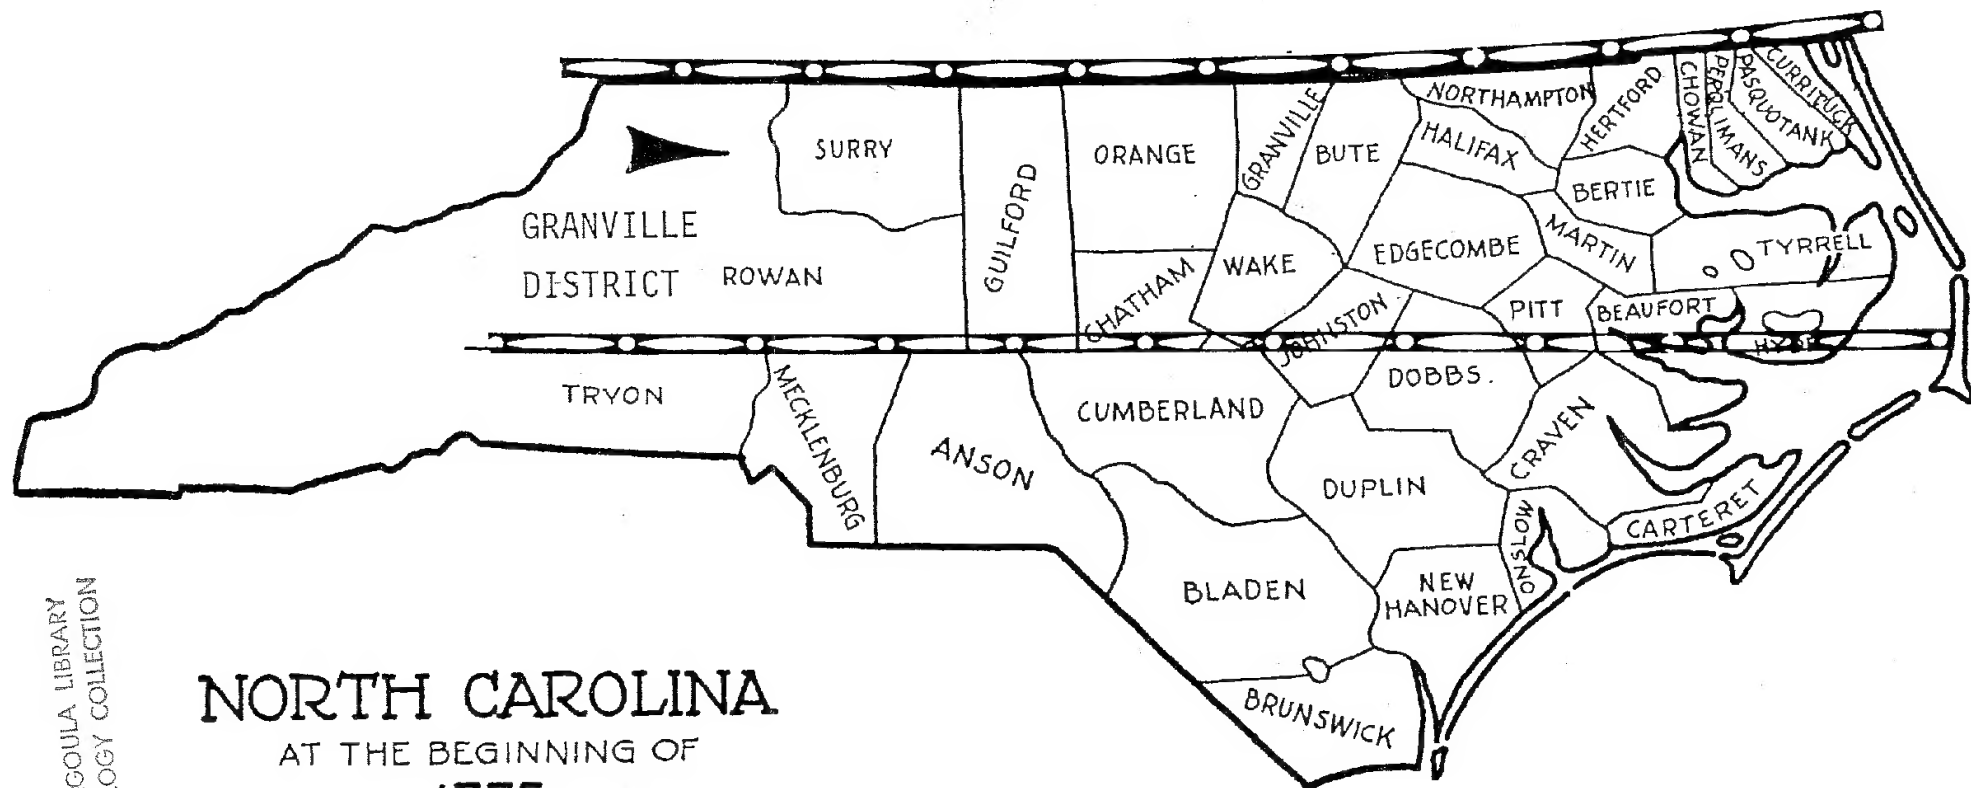 NORTHAMPTON
HERTFORD
CHOWAN
PERQUIMANS
PASQUOTANK
CURRITUCK
SURRY
ORANGE
GRANVILLE
BUTE
HALIFAX
BERTIE
GUILFORD
GRANVILLE
DISTRICT
ROWAN
CHATHAM
WAKE
EDGECOMBE
MARTIN
TYRRELL
JOHNSTON
PITT
BEAUFORT
HYDE
TRYON
MECKLENBURG
ANSON
CUMBERLAND
DOBBS.
CRAVEN
DUPLIN
ONSLOW
CARTERET
BLADEN
NEW
HANOVER
BRUNSWICK
GOULA LIBRARY
OGY COLLECTION
NORTH CAROLINA
AT THE BEGINNING OF